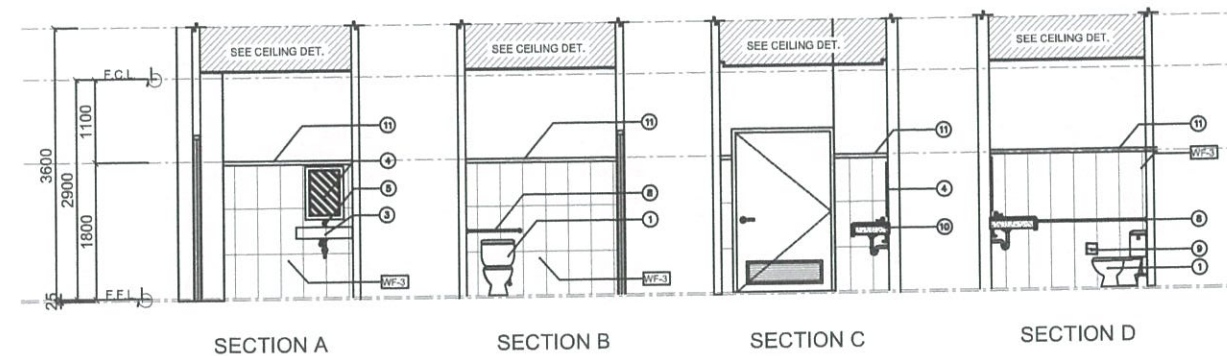 SEE CEILING DET.
SEE CEILING DET.
SEE CEILING DET.
SEE CEILING DET.
F.C.L.
3600
2900
1100
1800
25
F.F.L.
11
4
5
3
WF-3
11
8
1
WF-3
11
4
10
11
WF-3
8
9
1
SECTION A
SECTION B
SECTION C
SECTION D